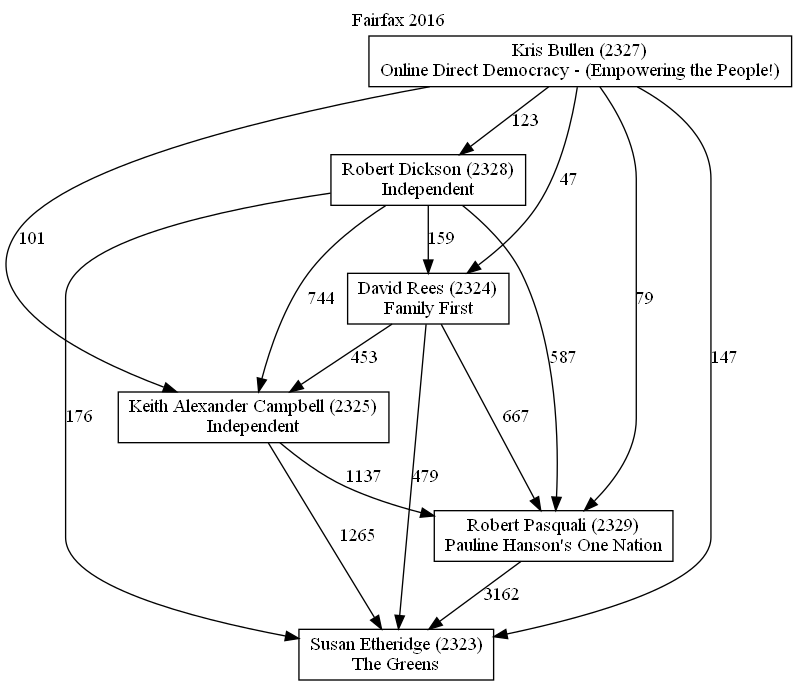 Fairfax 2016
Kris Bullen (2327)
Online Direct Democracy - (Empowering the People!)
123
Robert Dickson (2328)
Independent
47
101
159
David Rees (2324)
Family First
744
79
453
587
147
Keith Alexander Campbell (2325)
Independent
176
667
1137
479
Robert Pasquali (2329)
Pauline Hanson's One Nation
1265
3162
Susan Etheridge (2323)
The Greens